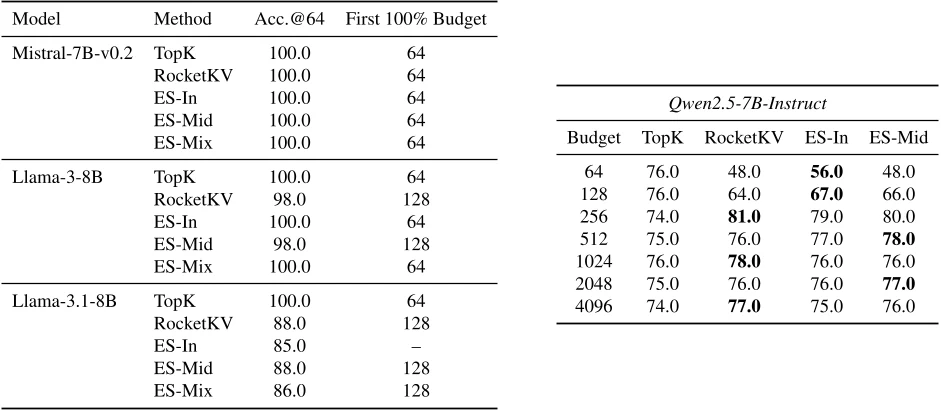 Model Method Acc.@64 First 100% Budget
Mistral-7B-v0.2 TopK 100.0 64
RocketKV 100.0 64
ES-In 100.0 64
ES-Mid 100.0 64
ES-Mix 100.0 64
Llama-3-8B TopK 100.0 64
RocketKV 98.0 128
ES-In 100.0 64
ES-Mid 98.0 128
ES-Mix 100.0 64
Llama-3.1-8B TopK 100.0 64
RocketKV 88.0 128
ES-In 85.0 –
ES-Mid 88.0 128
ES-Mix 86.0 128
Qwen2.5-7B-Instruct
Budget TopK RocketKV ES-In ES-Mid
64 76.0 48.0 56.0 48.0
128 76.0 64.0 67.0 66.0
256 74.0 81.0 79.0 80.0
512 75.0 76.0 77.0 78.0
1024 76.0 78.0 76.0 76.0
2048 75.0 76.0 76.0 77.0
4096 74.0 77.0 75.0 76.0